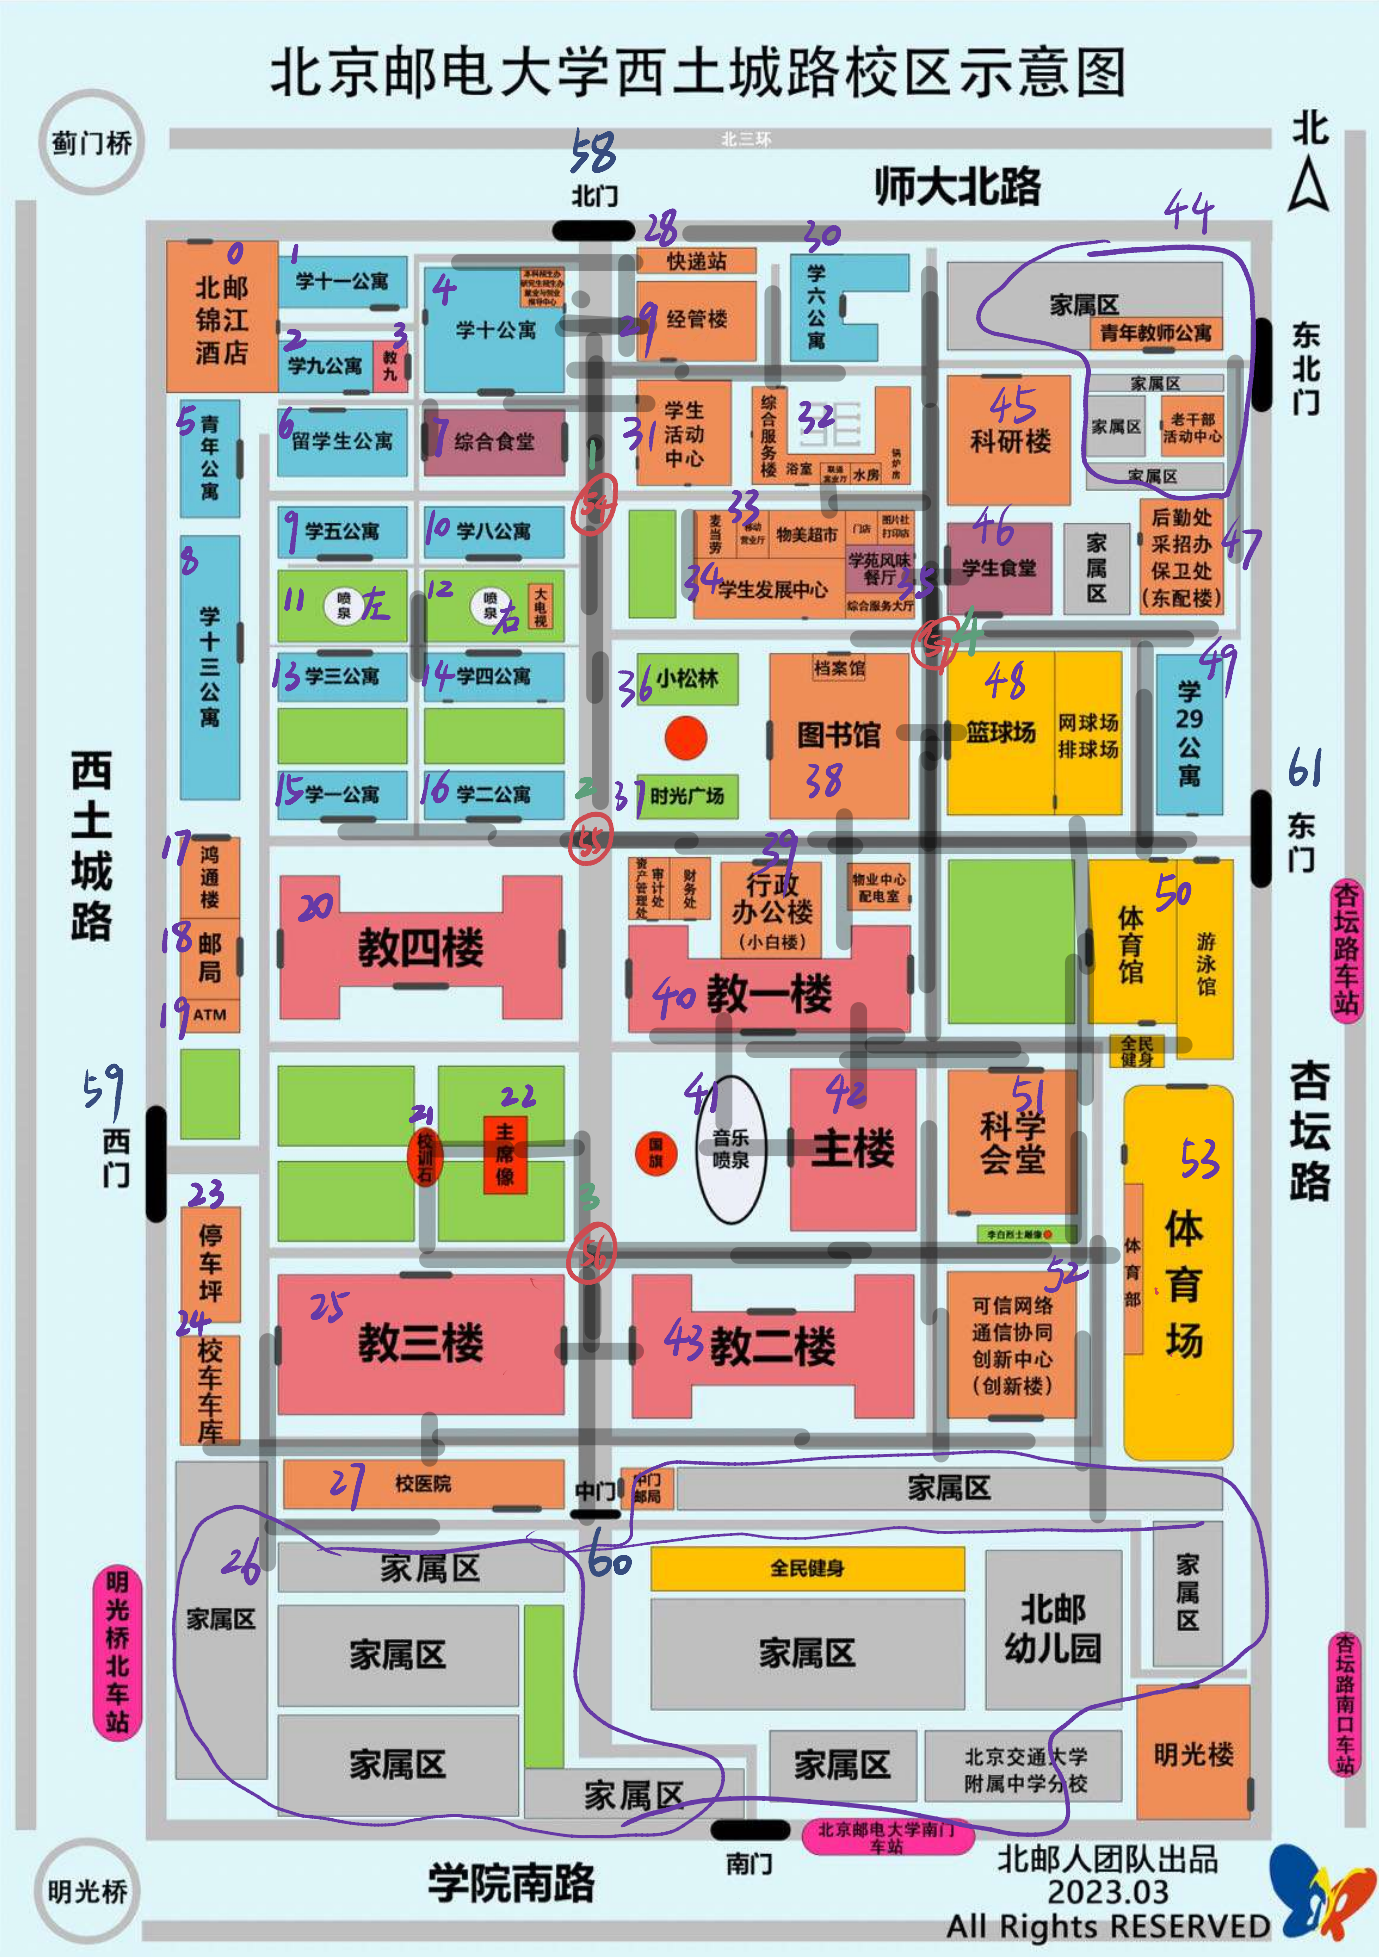 北京邮电大学西土城路校区示意图
蓟门桥
北三环
北
58
北门
师大北路
44
0
北邮
锦江
酒店
1
学十一公寓
2
学九公寓
3
教九
4
学十公寓
28
快递站
29
经管楼
30
学六公寓
家属区
青年教师公寓
东北门
5
青年公寓
6
留学生公寓
7
综合食堂
1
54
31
学生
活动
中心
综合服务楼
32
浴室
水房
锅炉房
45
科研楼
家属区
家属区
老干部
活动中心
家属区
8
学十三公寓
9
学五公寓
10
学八公寓
麦当劳
33
移动
营业厅
物美超市
门店
图片社
打印店
34
学生发展中心
学苑风味
餐厅
35
综合服务大厅
46
学生食堂
家属区
后勤处
采招办
保卫处
(东配楼)
47
11
喷泉
左
12
喷泉
右
大电视
57
4
13
学三公寓
14
学四公寓
36
小松林
档案馆
图书馆
38
48
篮球场
网球场
排球场
49
学29公寓
15
学一公寓
16
学二公寓
2
37
时光广场
55
61
东门
西土城路
17
鸿通楼
18
邮局
19
ATM
20
教四楼
资产管理处
审计处
财务处
39
行政
办公楼
(小白楼)
物业中心
配电室
40
教一楼
50
体育馆
游泳馆
全民
健身
杏坛路车站
杏坛路
59
西门
21
校训石
22
主席像
国旗
41
音乐
喷泉
42
主楼
51
科学
会堂
李白烈士雕像
53
体育场
体育部
3
56
23
停车坪
24
校车车库
25
教三楼
43
教二楼
52
可信网络
通信协同
创新中心
(创新楼)
27
校医院
中门
中门
邮局
家属区
60
26
家属区
家属区
家属区
家属区
家属区
全民健身
家属区
北邮
幼儿园
家属区
家属区
北京交通大学
附属中学分校
明光楼
明光桥北车站
杏坛路南口车站
南门
北京邮电大学南门
车站
明光桥
学院南路
北邮人团队出品
2023.03
All Rights RESERVED